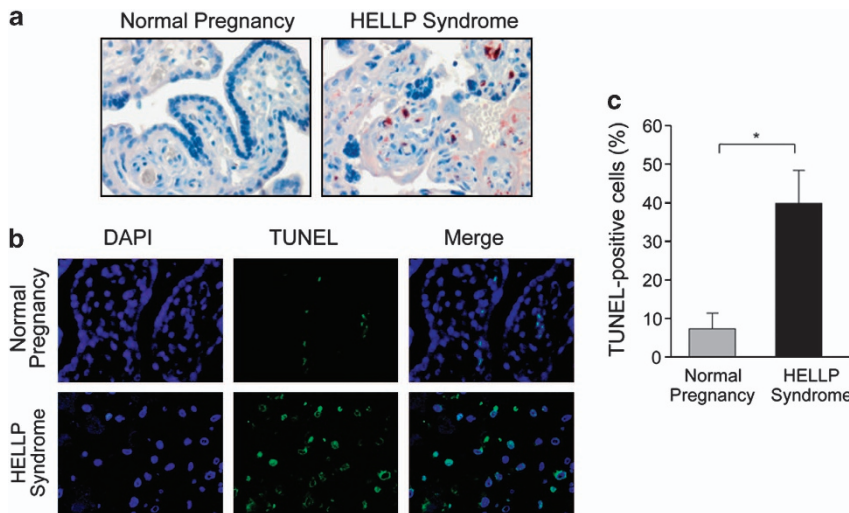 a
Normal Pregnancy
HELLP Syndrome
b
DAPI
TUNEL
Merge
Normal
Pregnancy
HELLP
Syndrome
c
TUNEL-positive cells (%)
60
50
40
30
20
10
0
*
Normal
Pregnancy
HELLP
Syndrome